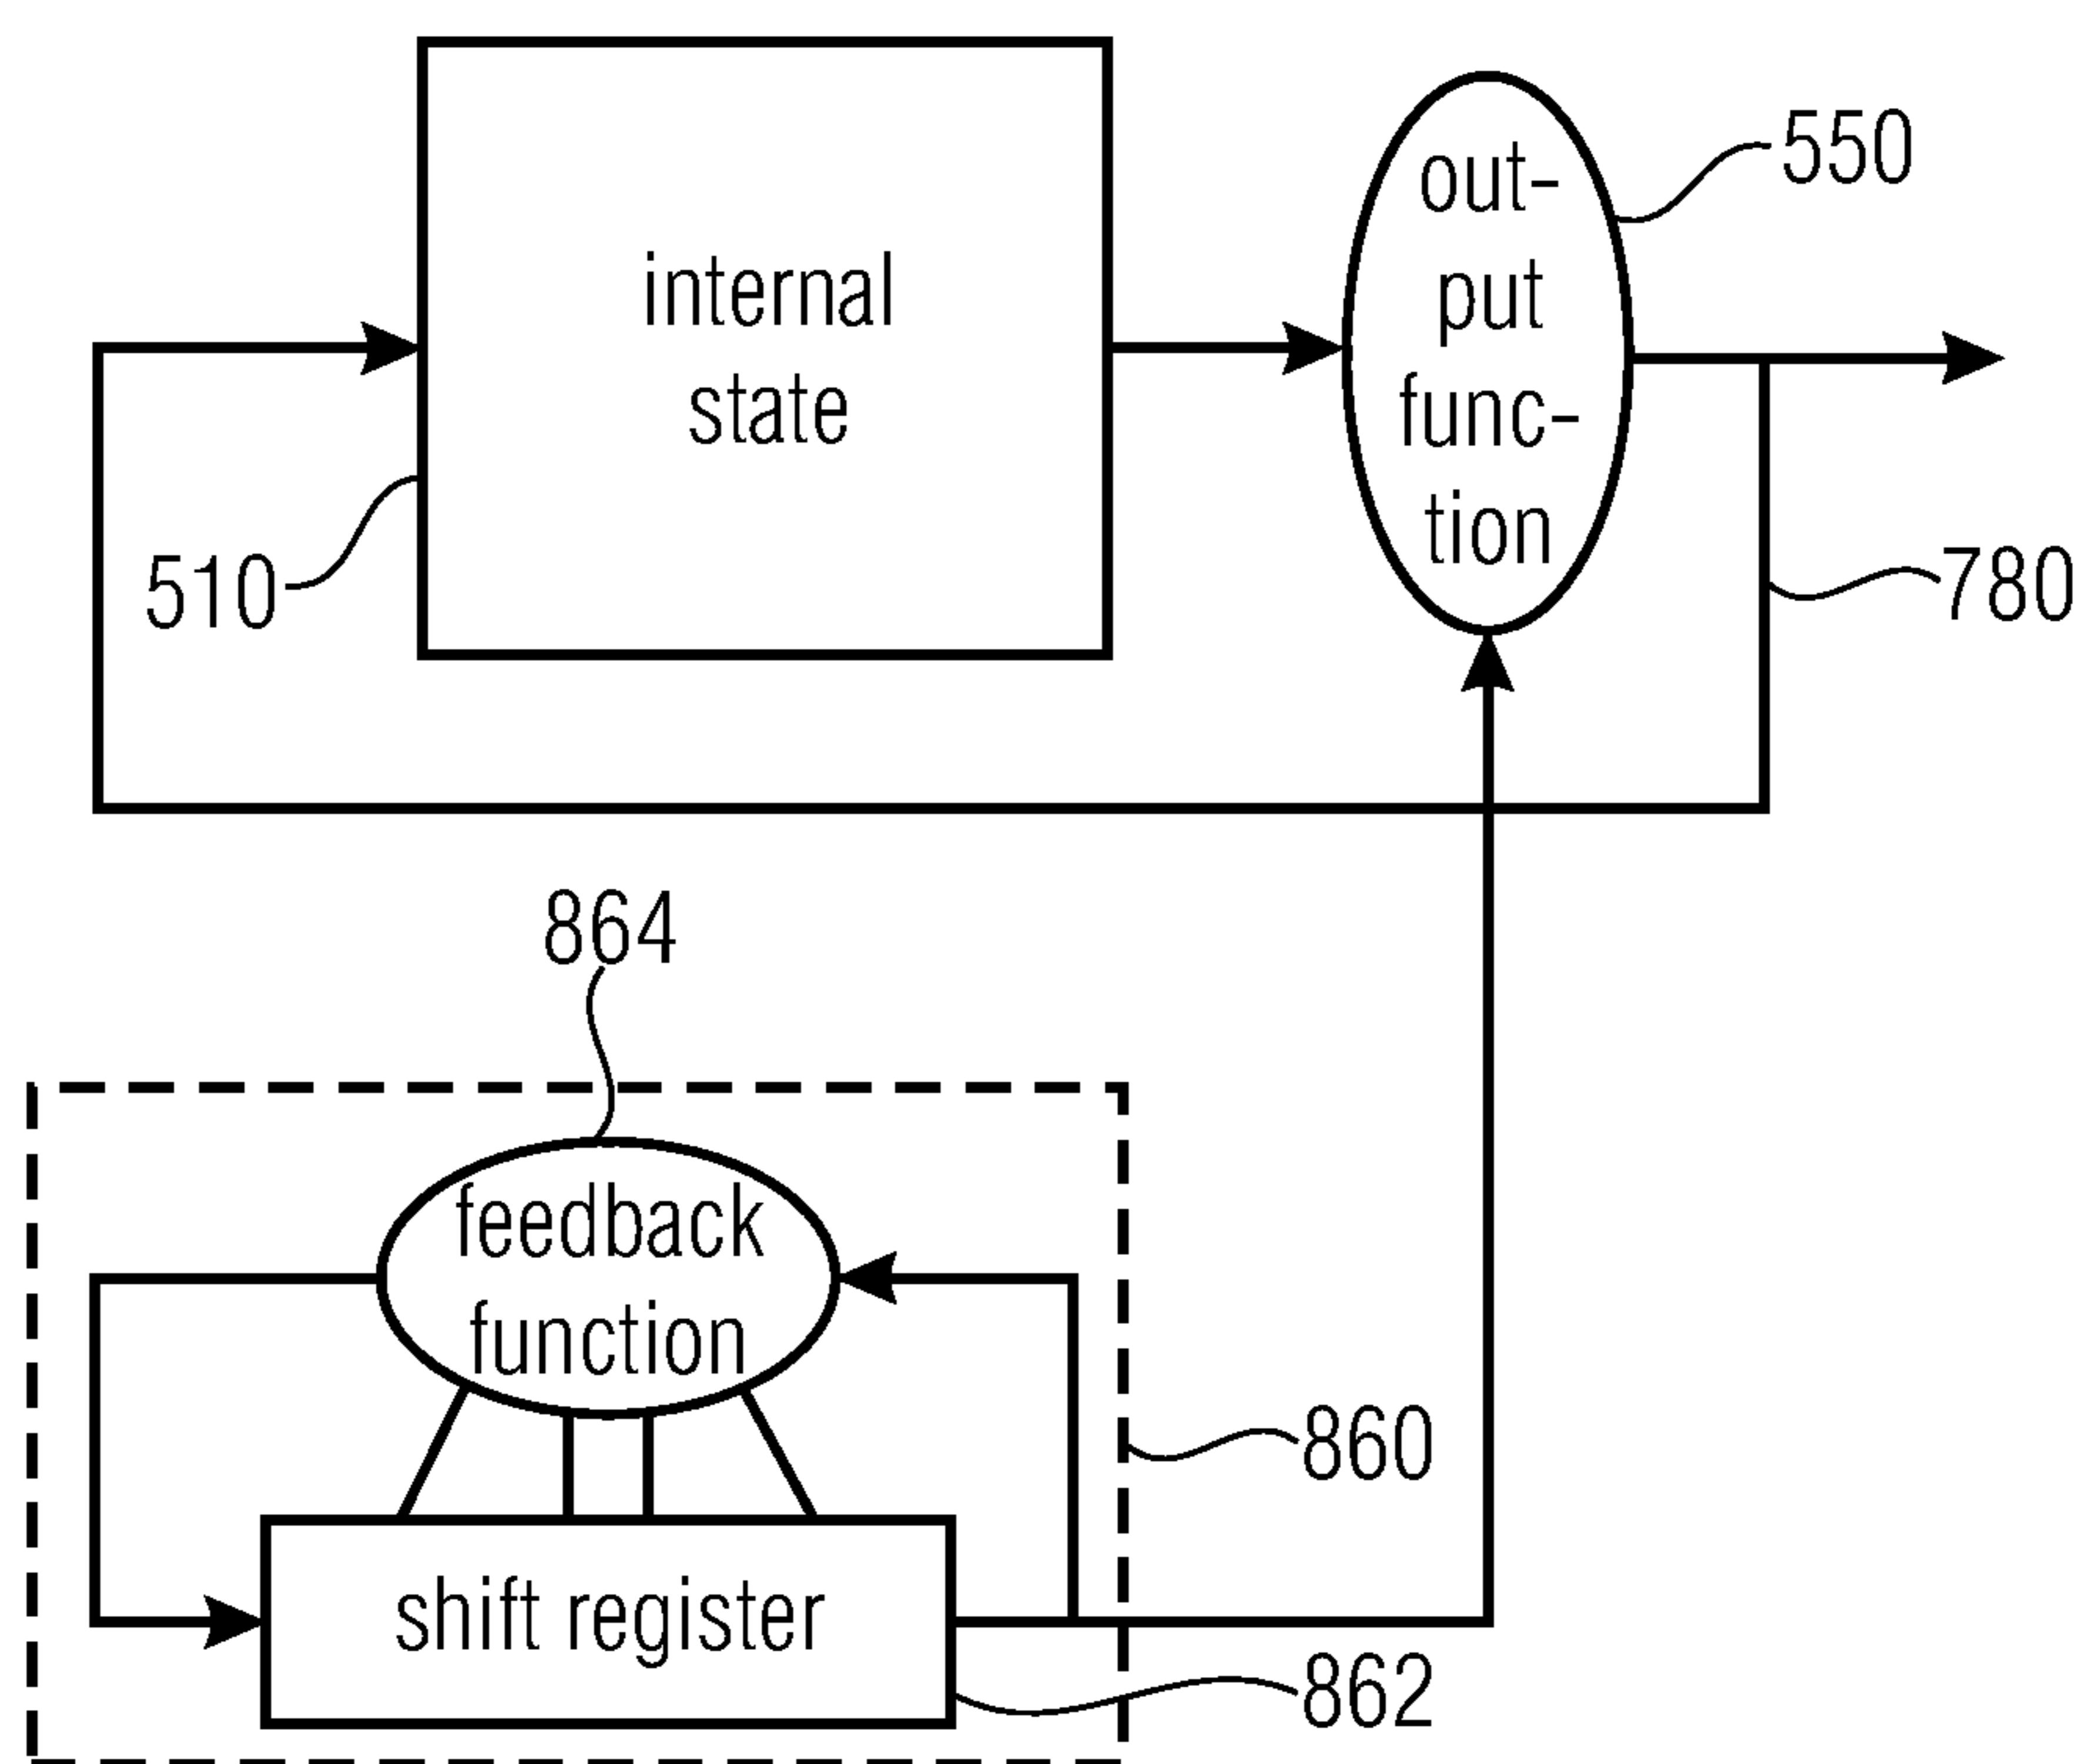 internal
state
510
out-
put
func-
tion
550
780
864
feedback
function
860
shift register
862